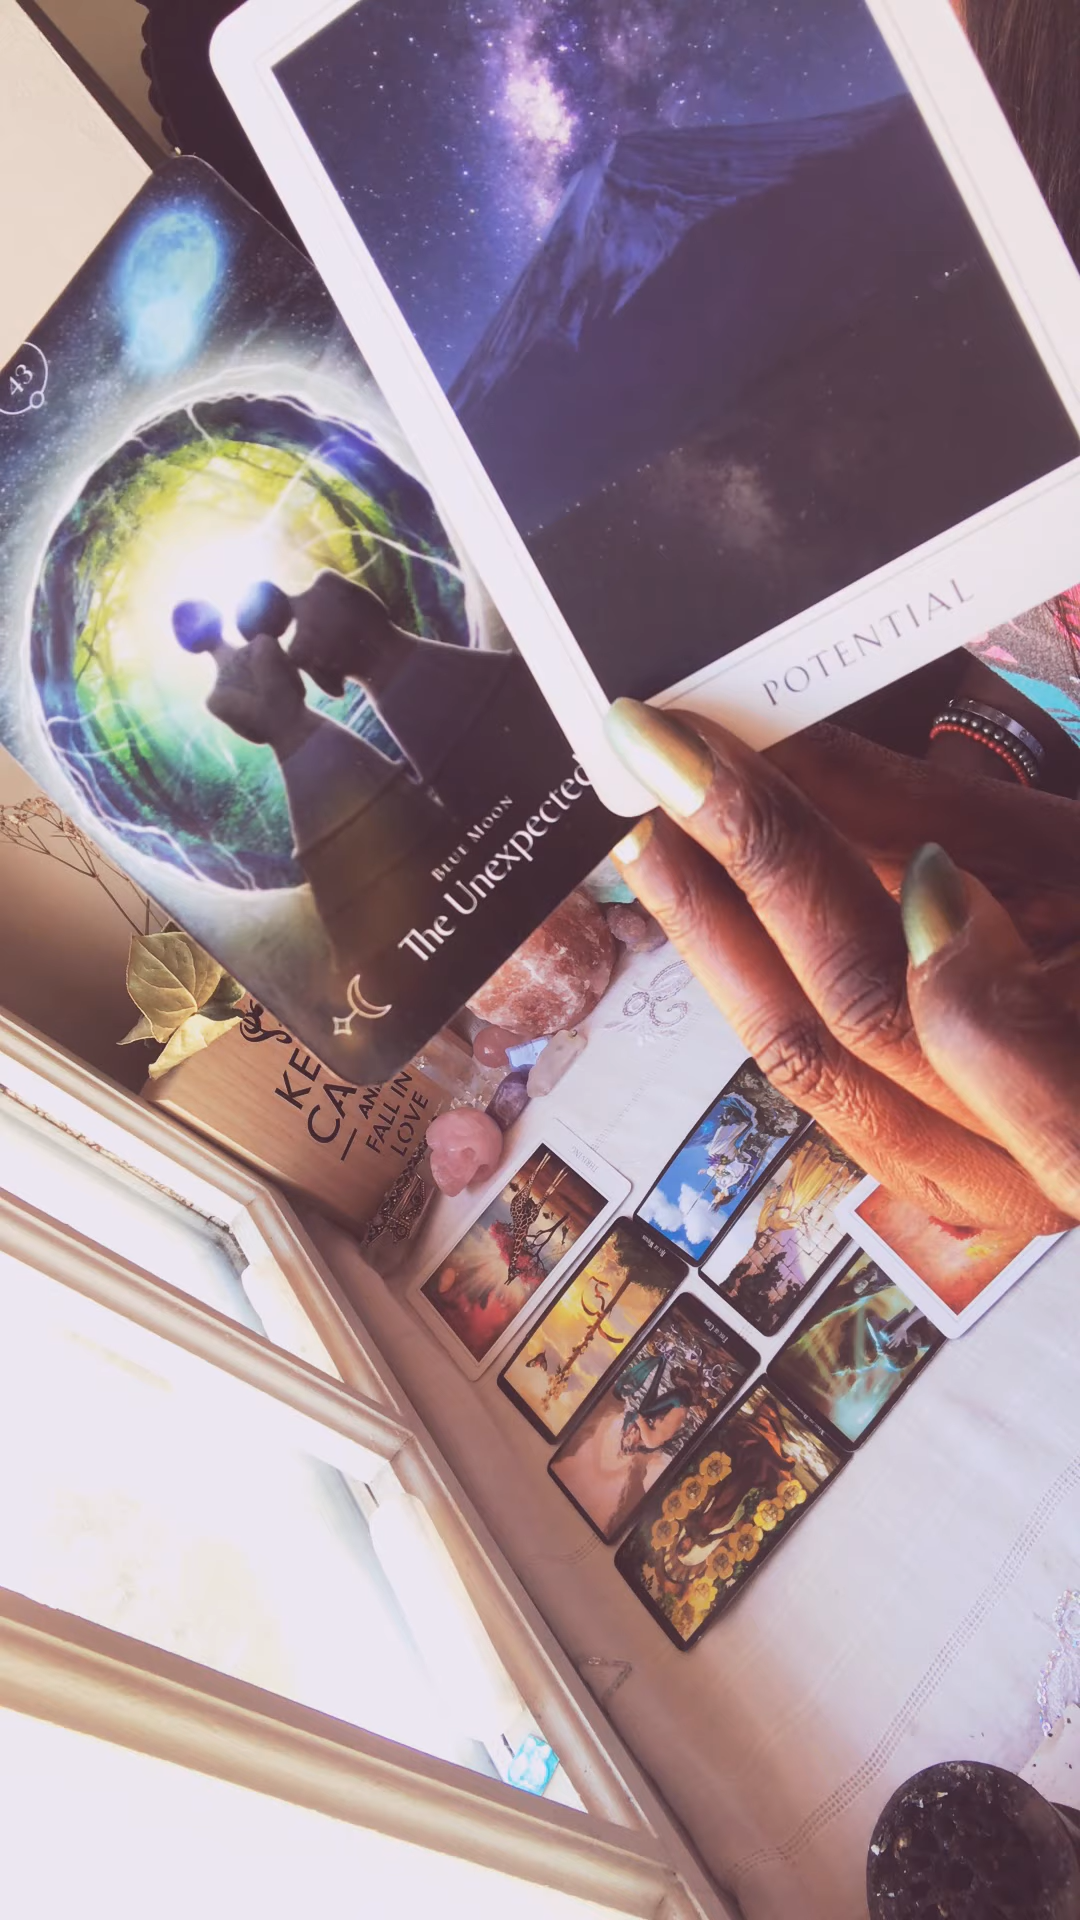 43
POTENTIAL
BLUE MOON
The Unexpected
KE
CA
AN
FALL IN
LOVE